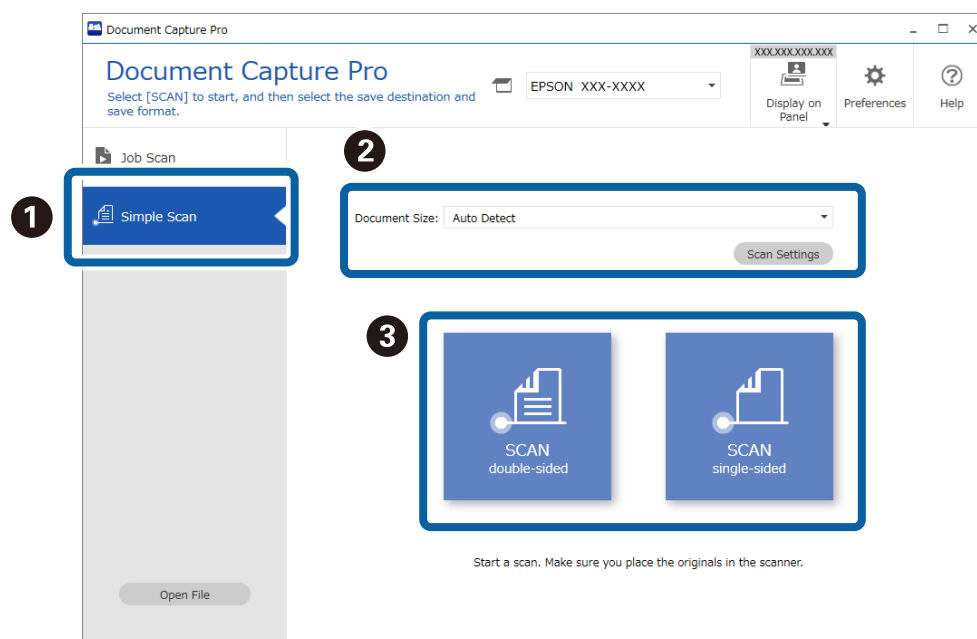 Document Capture Pro
Document Capture Pro
Select [SCAN] to start, and then select the save destination and
save format.
EPSON XXX-XXXX
XXX.XXX.XXX.XXX
Display on
Panel
Preferences
Help
Job Scan
1
Simple Scan
2
Document Size: Auto Detect
Scan Settings
3
SCAN
double-sided
SCAN
single-sided
Start a scan. Make sure you place the originals in the scanner.
Open File